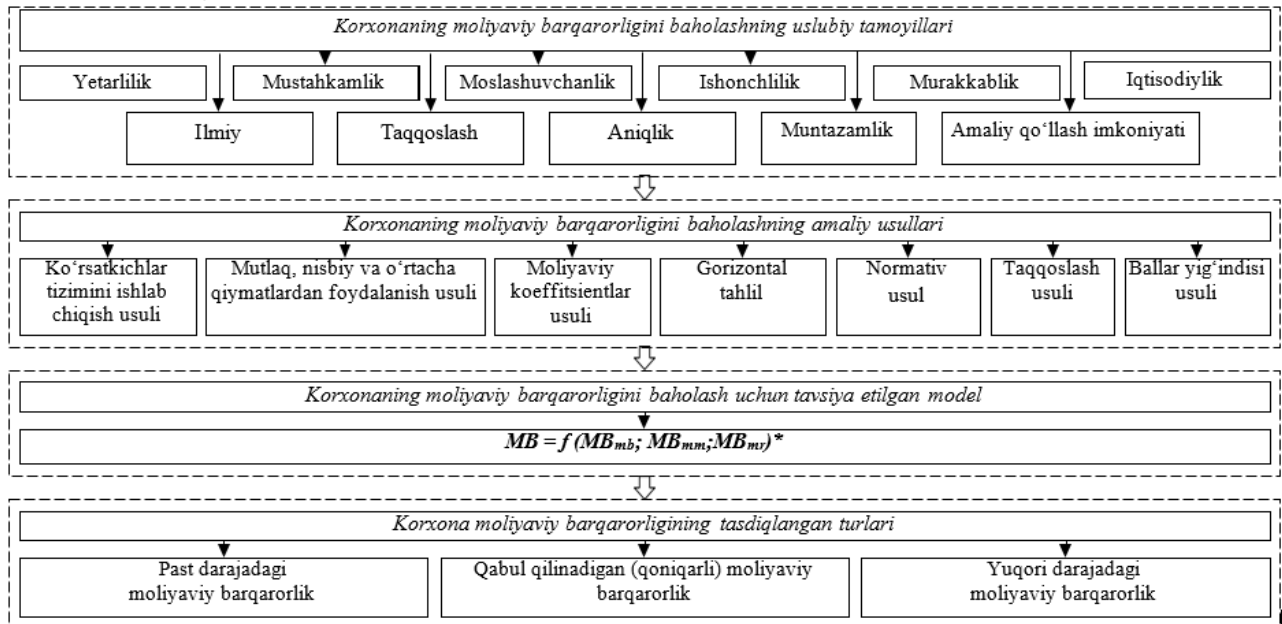 Korxonaning moliyaviy barqarorligini baholashning uslubiy tamoyillari
Yetarlilik
Mustahkamlik
Moslashuvchanlik
Ishonchlilik
Murakkablik
Iqtisodiylik
Ilmiy
Taqqoslash
Aniqlik
Muntazamlik
Amaliy qo‘llash imkoniyati
Korxonaning moliyaviy barqarorligini baholashning amaliy usullari
Ko‘rsatkichlar
tizimini ishlab
chiqish usuli
Mutlaq, nisbiy va o‘rtacha
qiymatlardan foydalanish usuli
Moliyaviy
koeffitsientlar
usuli
Gorizontal
tahlil
Normativ
usul
Taqqoslash
usuli
Ballar yig‘indisi
usuli
Korxonaning moliyaviy barqarorligini baholash uchun tavsiya etilgan model
MB = f (MBmb; MBmm;MBmr)*
Korxona moliyaviy barqarorligining tasdiqlangan turlari
Past darajadagi
moliyaviy barqarorlik
Qabul qilinadigan (qoniqarli) moliyaviy
barqarorlik
Yuqori darajadagi
moliyaviy barqarorlik